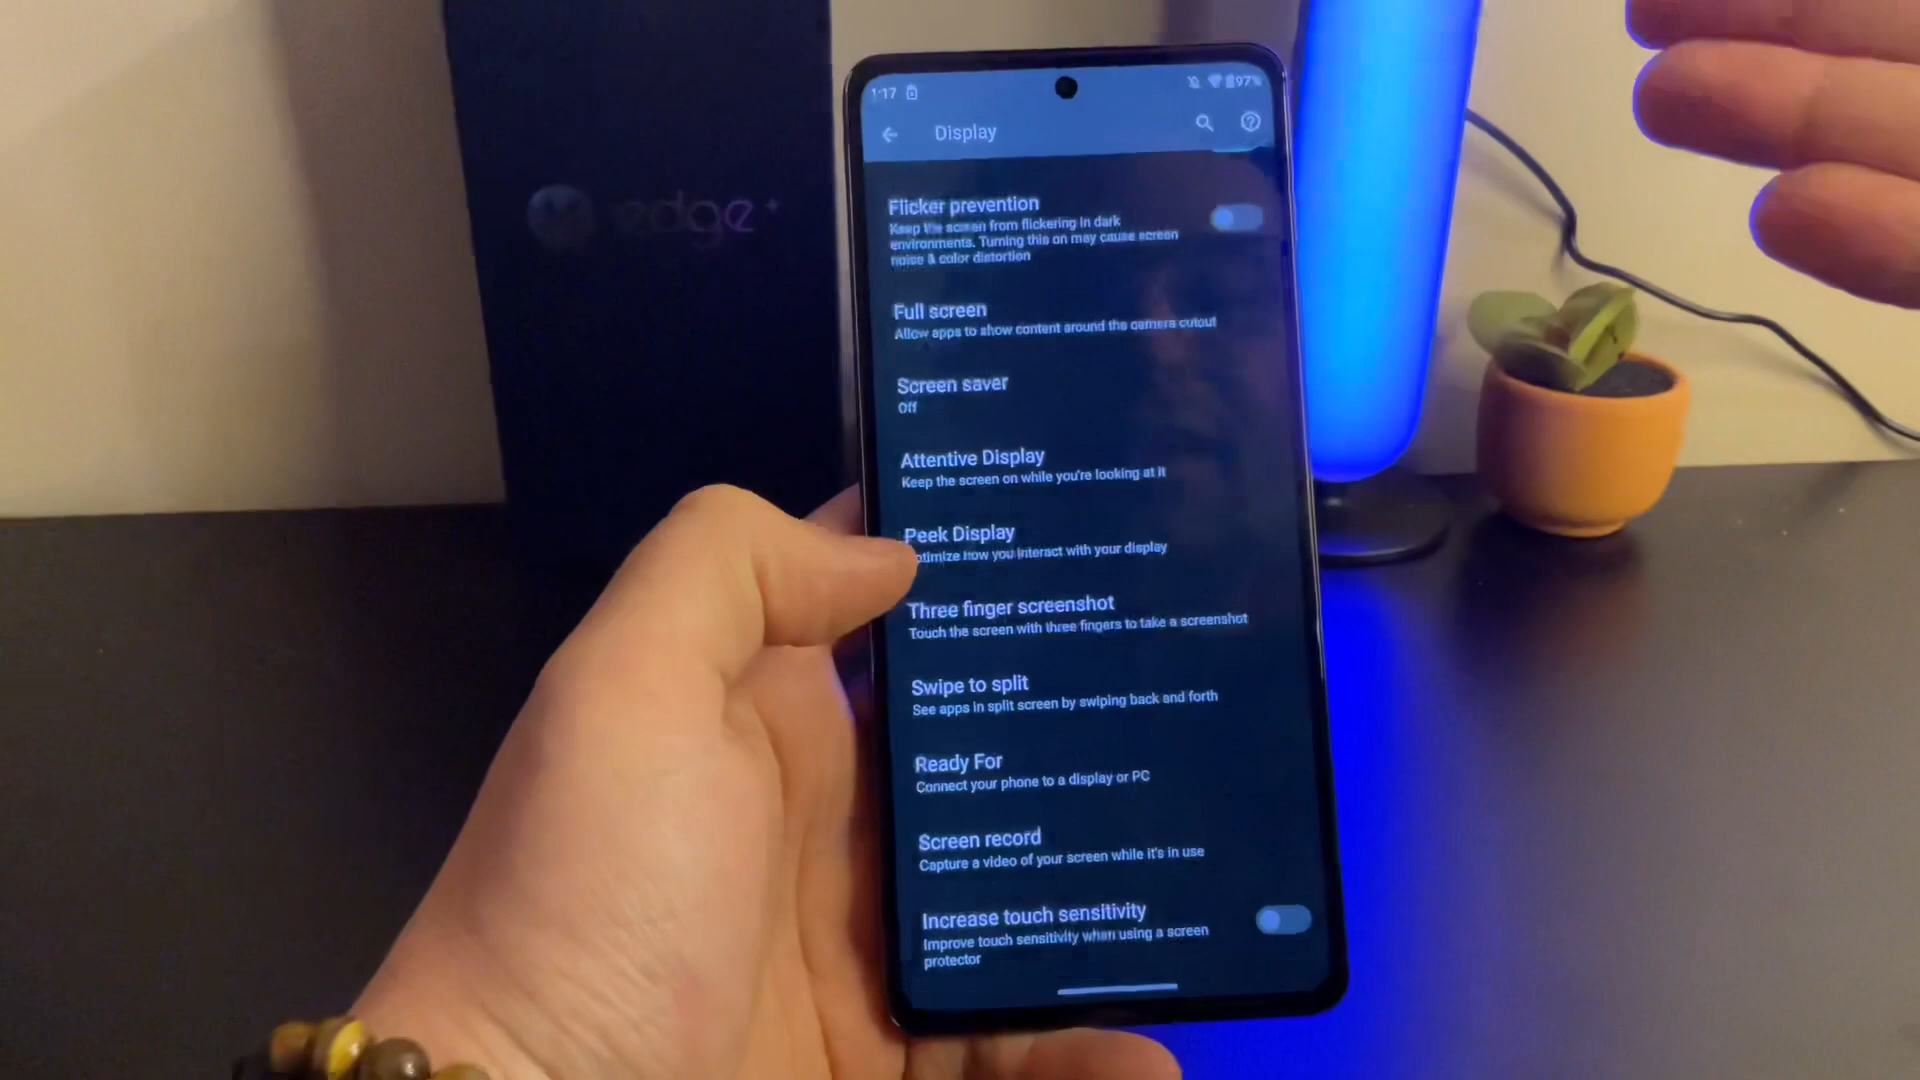 edge+
1:17
97%
Display
Flicker prevention
Keep the screen from flickering in dark
environments. Turning this on may cause screen
noise & color distortion
Full screen
Allow apps to show content around the camera cutout
Screen saver
Off
Attentive Display
Keep the screen on while you're looking at it
Peek Display
ptimize how you interact with your display
Three finger screenshot
Touch the screen with three fingers to take a screenshot
Swipe to split
See apps in split screen by swiping back and forth
Ready For
Connect your phone to a display or PC
Screen record
Capture a video of your screen while it's in use
Increase touch sensitivity
Improve touch sensitivity when using a screen
protector